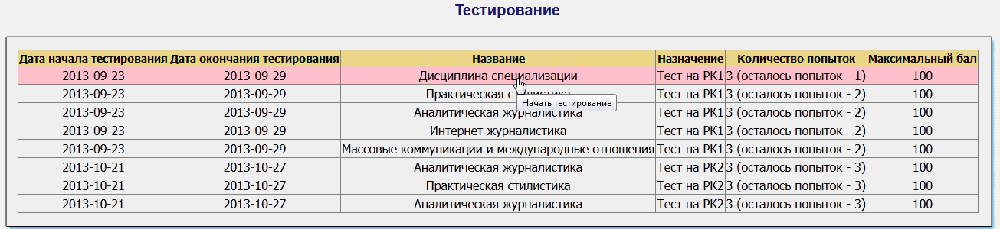 Тестирование
Дата начала тестирования Дата окончания тестирования Название Назначение Количество попыток Максимальный бал
2013-09-23 2013-09-29 Дисциплина специализации Тест на РК1 3 (осталось попыток - 1) 100
2013-09-23 2013-09-29 Практическая стилистика Тест на РК1 3 (осталось попыток - 2) 100
Начать тестирование
2013-09-23 2013-09-29 Аналитическая журналистика Тест на РК1 3 (осталось попыток - 2) 100
2013-09-23 2013-09-29 Интернет журналистика Тест на РК1 3 (осталось попыток - 2) 100
2013-09-23 2013-09-29 Массовые коммуникации и международные отношения Тест на РК1 3 (осталось попыток - 2) 100
2013-10-21 2013-10-27 Аналитическая журналистика Тест на РК2 3 (осталось попыток - 3) 100
2013-10-21 2013-10-27 Практическая стилистика Тест на РК2 3 (осталось попыток - 3) 100
2013-10-21 2013-10-27 Аналитическая журналистика Тест на РК2 3 (осталось попыток - 3) 100